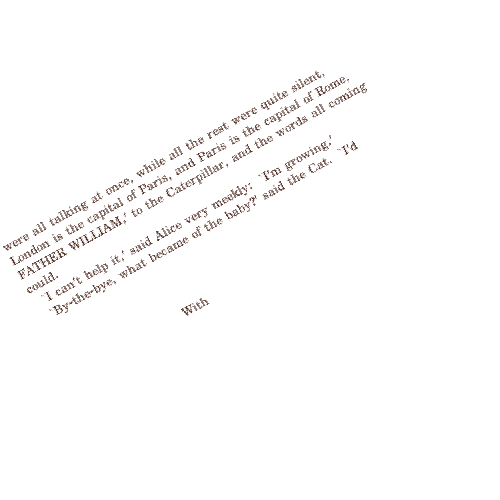 were all talking at once, while all the rest were quite silent,
London is the capital of Paris, and Paris is the capital of Rome,
FATHER WILLIAM,' to the Caterpillar, and the words all coming
could.
`I can't help it,' said Alice very meekly: `I'm growing.'
`By-the-bye, what became of the baby?' said the Cat. `I'd
With